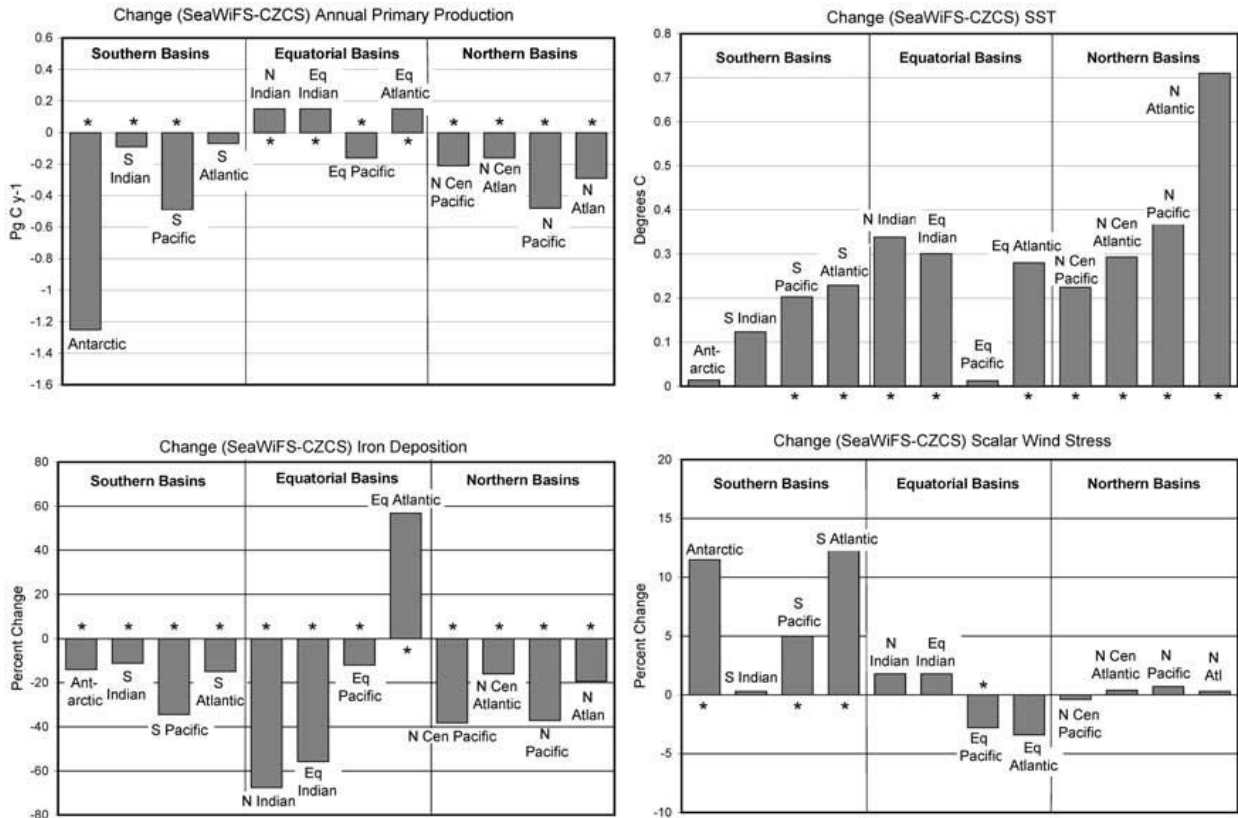 Change (SeaWiFS-CZCS) Annual Primary Production
0.6
0.4
0.2
0
-0.2
-0.4
-0.6
-0.8
-1
-1.2
-1.4
-1.6
Pg C y-1
Southern Basins
Equatorial Basins
Northern Basins
N
Indian
Eq
Indian
Eq
Atlantic
* * * * * * * *
* * *
S
Indian
S
Atlantic
S
Pacific
Antarctic
Eq Pacific
N Cen
Pacific
N Cen
Atlan
N
Pacific
N
Atlan
Change (SeaWiFS-CZCS) SST
0.8
0.7
0.6
0.5
0.4
0.3
0.2
0.1
0
Degrees C
Southern Basins
Equatorial Basins
Northern Basins
Ant-
arctic
S Indian
S
Pacific
S
Atlantic
N Indian
Eq
Indian
Eq
Pacific
Eq Atlantic
N Cen
Pacific
N Cen
Atlantic
N
Pacific
N
Atlantic
* * * * * * * * *
Change (SeaWiFS-CZCS) Iron Deposition
80
60
40
20
0
-20
-40
-60
-80
Percent Change
Southern Basins
Equatorial Basins
Northern Basins
Eq Atlantic
* * * * * * * * * * *
*
Ant-
arctic
S
Indian
S Pacific
S
Atlantic
N Indian
Eq
Indian
Eq
Pacific
N Cen Pacific
N Cen
Atlantic
N
Pacific
N
Atlan
Change (SeaWiFS-CZCS) Scalar Wind Stress
20
15
10
5
0
-5
-10
Percent Change
Southern Basins
Equatorial Basins
Northern Basins
Antarctic
S Indian
S
Pacific
S Atlantic
N
Indian
Eq
Indian
*
Eq
Pacific
Eq
Atlantic
N Cen
Pacific
N Cen
Atlantic
N
Pacific
N
Atl
* * *